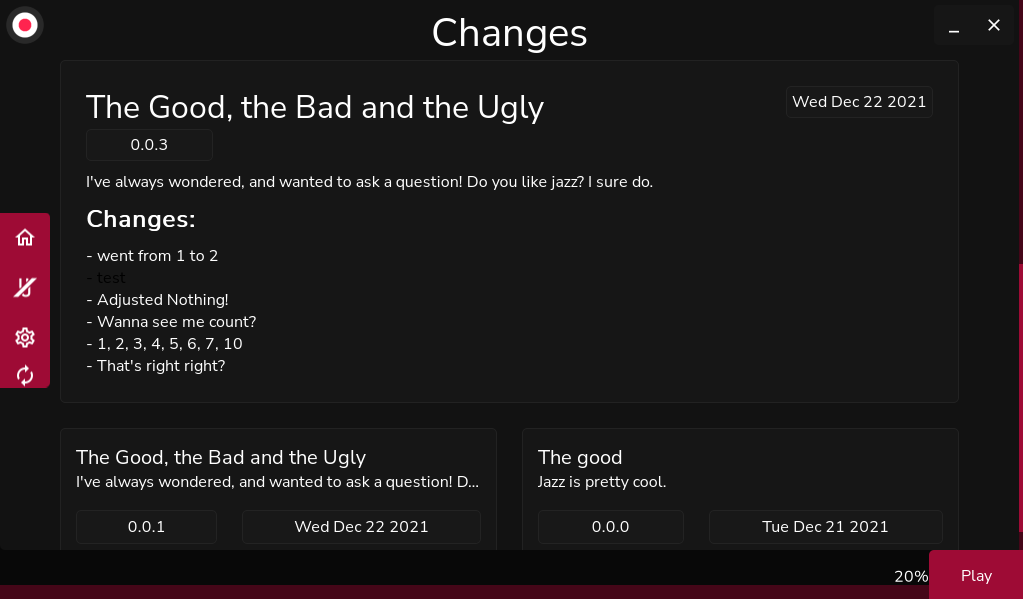 Changes
The Good, the Bad and the Ugly
Wed Dec 22 2021
0.0.3
I've always wondered, and wanted to ask a question! Do you like jazz? I sure do.
Changes:
- went from 1 to 2
- test
- Adjusted Nothing!
- Wanna see me count?
- 1, 2, 3, 4, 5, 6, 7, 10
- That's right right?
The Good, the Bad and the Ugly
I've always wondered, and wanted to ask a question! D...
0.0.1
Wed Dec 22 2021
The good
Jazz is pretty cool.
0.0.0
Tue Dec 21 2021
20%
Play